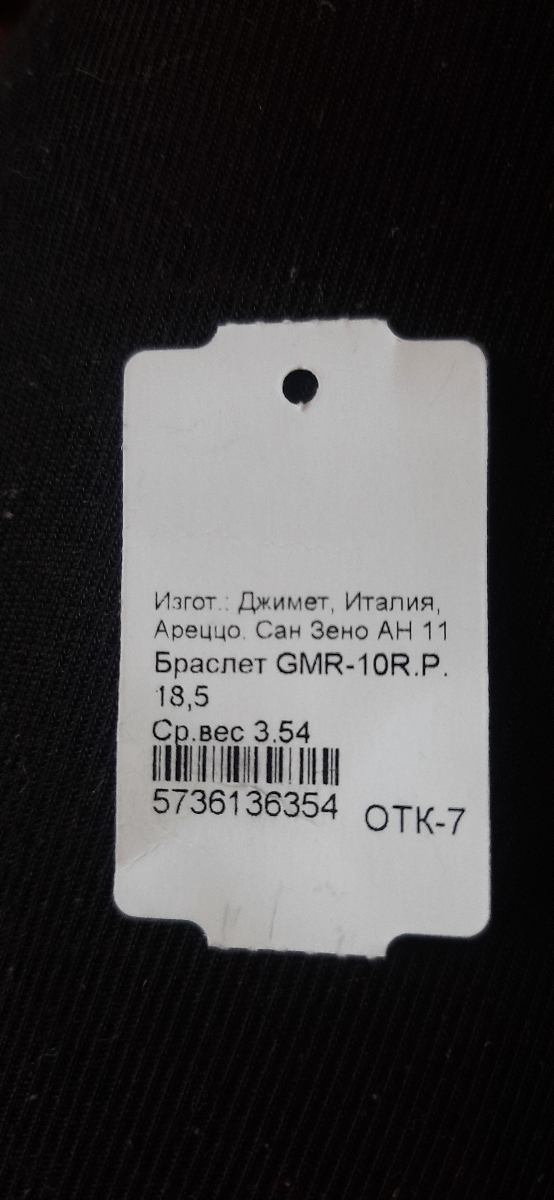 Изгот.: Джимет, Италия,
Ареццо. Сан Зено АН 11
Браслет GMR-10R.P.
18,5
Ср.вес 3.54
5736136354
ОТК-7